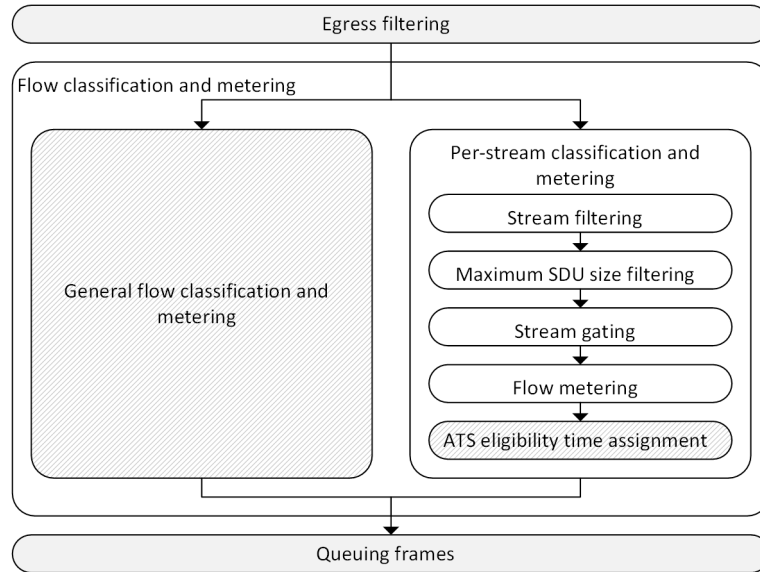 Egress filtering
Flow classification and metering
General flow classification and
metering
Per-stream classification and
metering
Stream filtering
Maximum SDU size filtering
Stream gating
Flow metering
ATS eligibility time assignment
Queuing frames